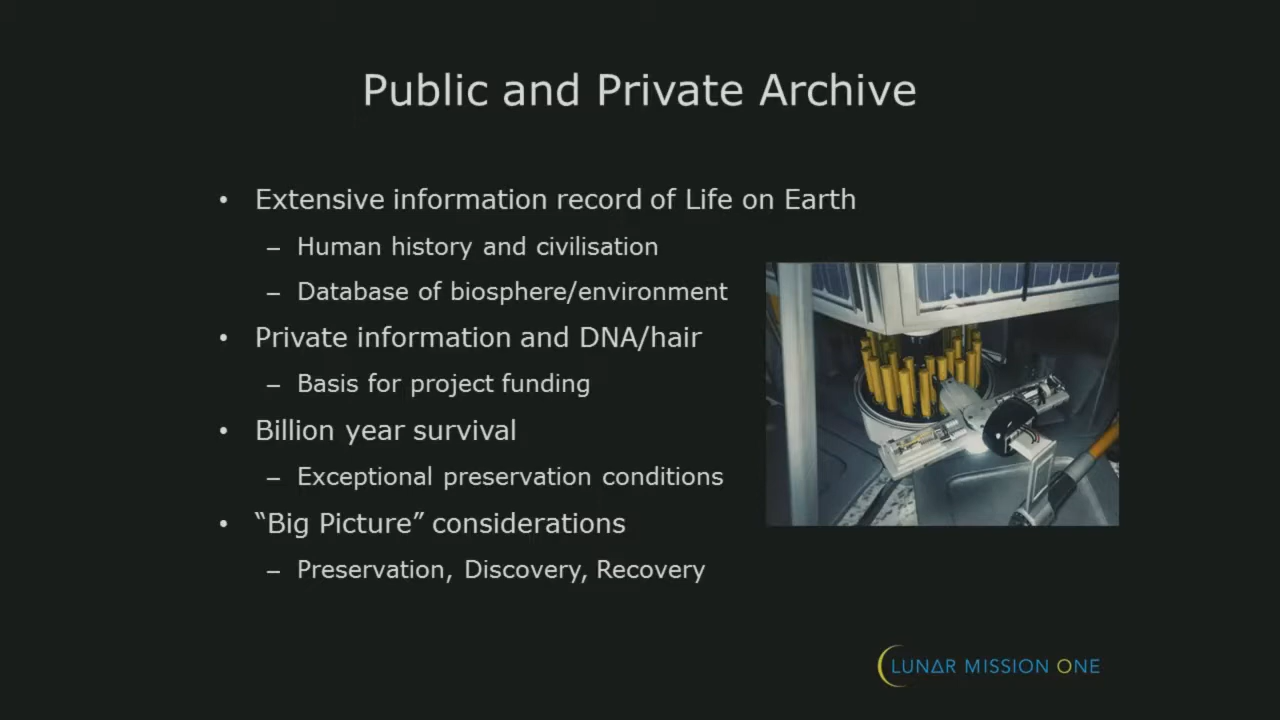 Public and Private Archive
• Extensive information record of Life on Earth
– Human history and civilisation
– Database of biosphere/environment
• Private information and DNA/hair
– Basis for project funding
• Billion year survival
– Exceptional preservation conditions
• “Big Picture” considerations
– Preservation, Discovery, Recovery
LUNAR MISSION ONE